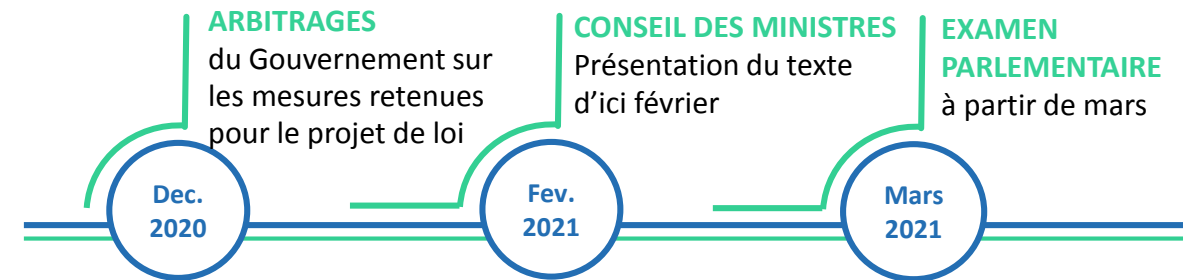 ARBITRAGES
du Gouvernement sur
les mesures retenues
pour le projet de loi
Dec.
2020
CONSEIL DES MINISTRES
Présentation du texte
d’ici février
Fev.
2021
EXAMEN
PARLEMENTAIRE
à partir de mars
Mars
2021